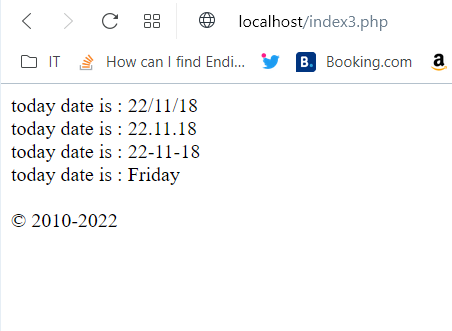 localhost/index3.php
IT How can I find Endi... Booking.com
today date is : 22/11/18
today date is : 22.11.18
today date is : 22-11-18
today date is : Friday
© 2010-2022